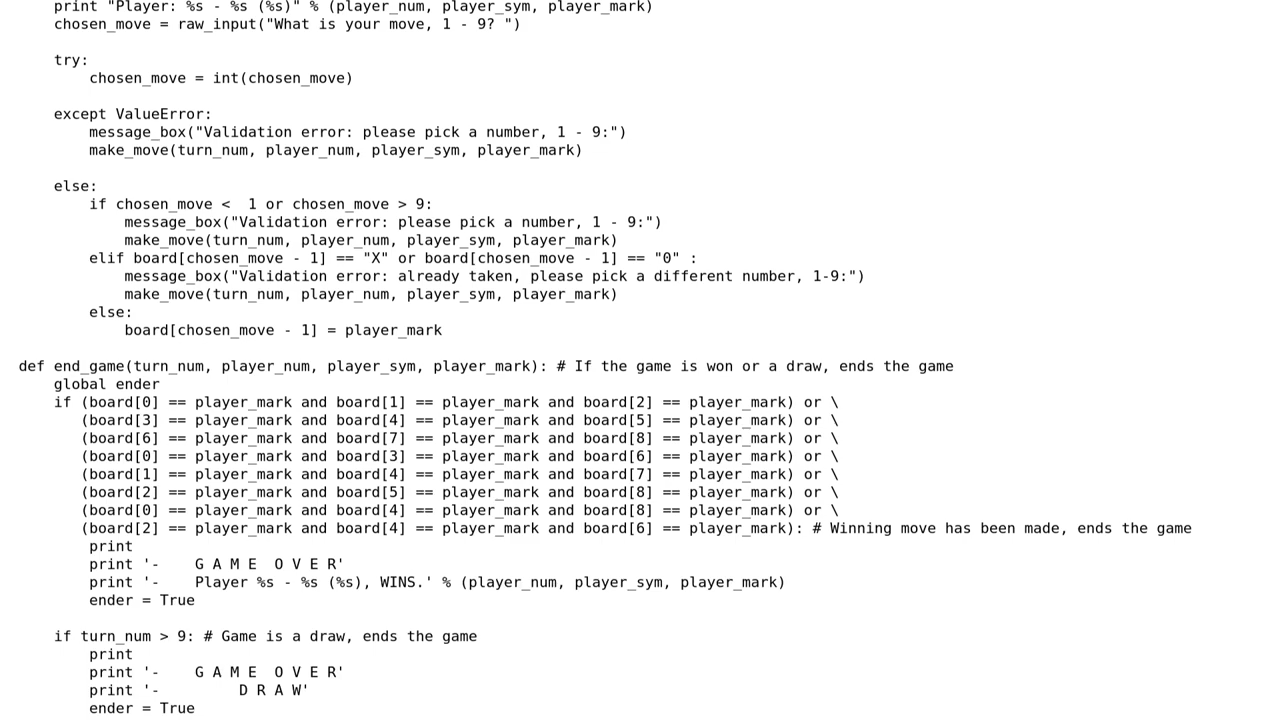 print "Player: %s - %s (%s)" % (player_num, player_sym, player_mark)
    chosen_move = raw_input("What is your move, 1 - 9? ")

    try:
        chosen_move = int(chosen_move)

    except ValueError:
        message_box("Validation error: please pick a number, 1 - 9:")
        make_move(turn_num, player_num, player_sym, player_mark)

    else:
        if chosen_move <  1 or chosen_move > 9:
            message_box("Validation error: please pick a number, 1 - 9:")
            make_move(turn_num, player_num, player_sym, player_mark)
        elif board[chosen_move - 1] == "X" or board[chosen_move - 1] == "0" :
            message_box("Validation error: already taken, please pick a different number, 1-9:")
            make_move(turn_num, player_num, player_sym, player_mark)
        else:
            board[chosen_move - 1] = player_mark

def end_game(turn_num, player_num, player_sym, player_mark): # If the game is won or a draw, ends the game
    global ender
    if (board[0] == player_mark and board[1] == player_mark and board[2] == player_mark) or \
       (board[3] == player_mark and board[4] == player_mark and board[5] == player_mark) or \
       (board[6] == player_mark and board[7] == player_mark and board[8] == player_mark) or \
       (board[0] == player_mark and board[3] == player_mark and board[6] == player_mark) or \
       (board[1] == player_mark and board[4] == player_mark and board[7] == player_mark) or \
       (board[2] == player_mark and board[5] == player_mark and board[8] == player_mark) or \
       (board[0] == player_mark and board[4] == player_mark and board[8] == player_mark) or \
       (board[2] == player_mark and board[4] == player_mark and board[6] == player_mark): # Winning move has been made, ends the game
        print
        print '-    G A M E  O V E R'
        print '-    Player %s - %s (%s), WINS.' % (player_num, player_sym, player_mark)
        ender = True

    if turn_num > 9: # Game is a draw, ends the game
        print
        print '-    G A M E  O V E R'
        print '-         D R A W'
        ender = True